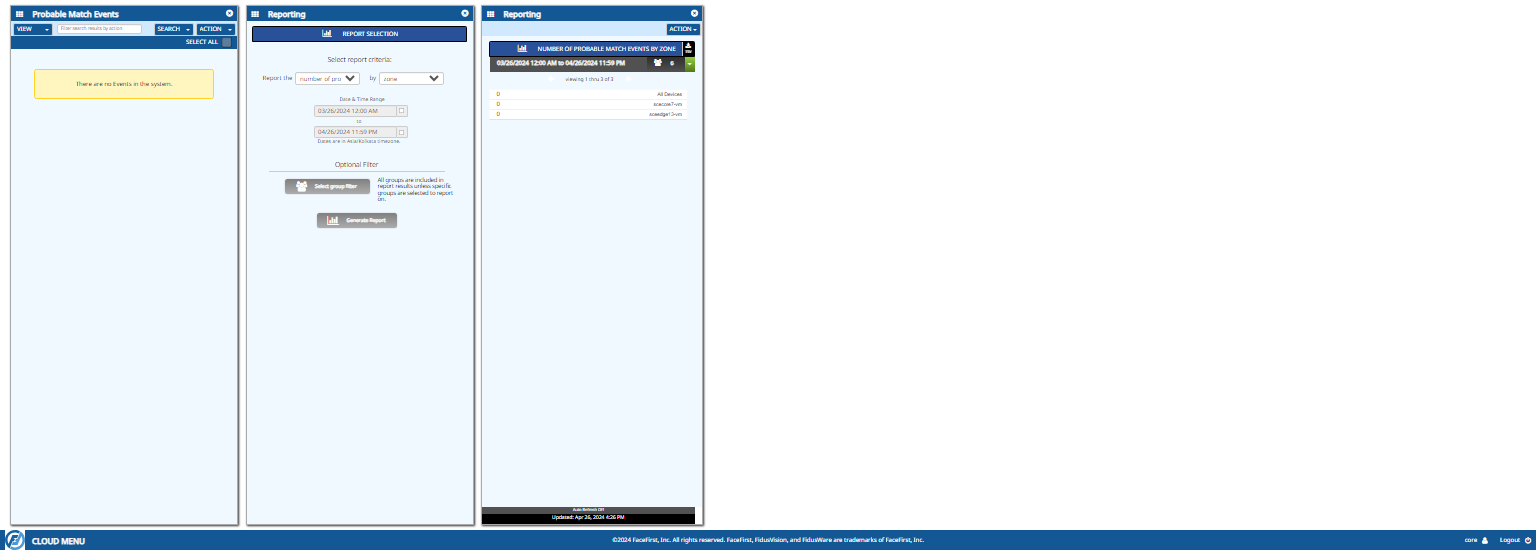 Probable Match Events
VIEW
Filter search results by action
SEARCH
ACTION
SELECT ALL
There are no Events in the system.
Reporting
REPORT SELECTION
Select report criteria:
Report the number of pro by zone
Date & Time Range
03/26/2024 12:00 AM
to
04/26/2024 11:59 PM
Dates are in Asia/Kolkata timezone.
Optional Filter
Select group filter
All groups are included in
report results unless specific
groups are selected to report
on.
Generate Report
Reporting
ACTION
NUMBER OF PROBABLE MATCH EVENTS BY ZONE
03/26/2024 12:00 AM to 04/26/2024 11:59 PM
6
viewing 1 thru 3 of 3
0 All Devices
0
0
Auto Refresh Off
Updated: Apr 26, 2024 4:26 PM
CLOUD MENU
©2024 FaceFirst, Inc. All rights reserved. FaceFirst, FidusVision, and FidusWare are trademarks of FaceFirst, Inc.
core
Logout